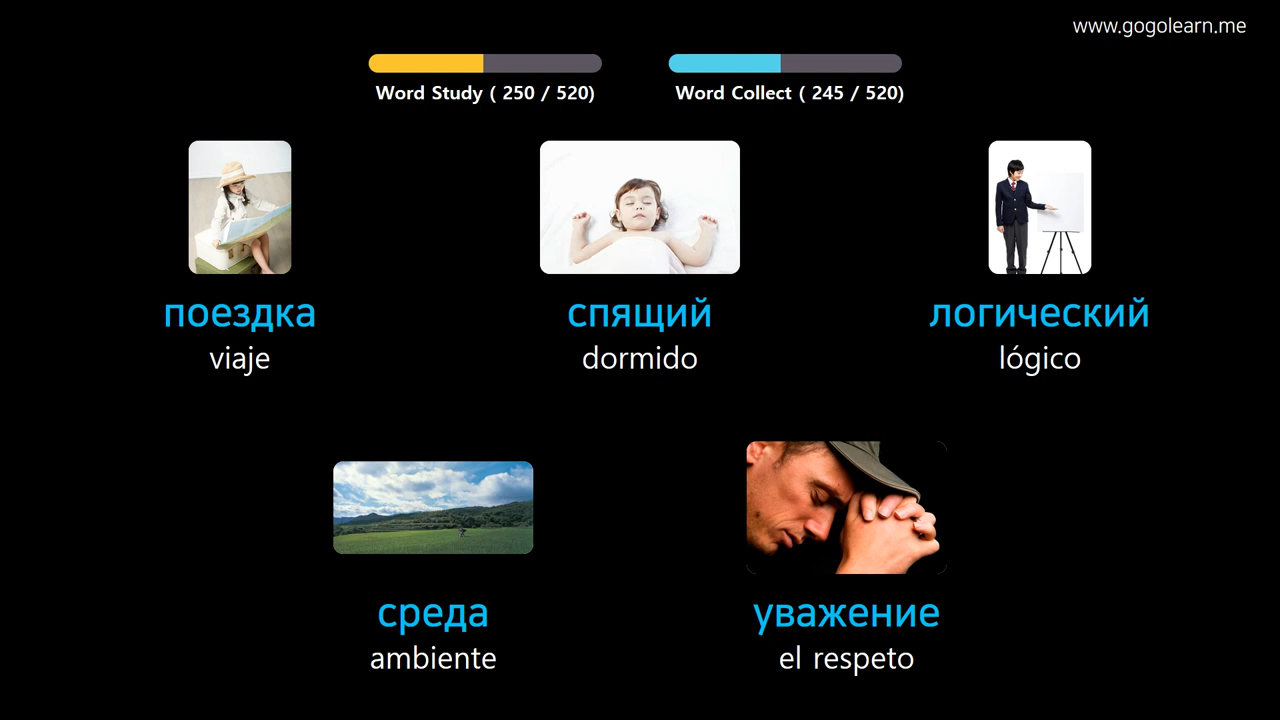 www.gogolearn.me
Word Study ( 250 / 520)
Word Collect ( 245 / 520)
поездка
viaje
спящий
dormido
логический
lógico
среда
ambiente
уважение
el respeto